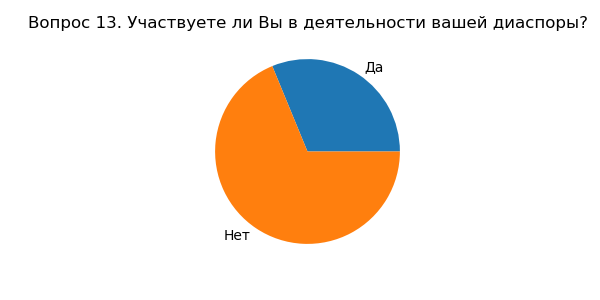 Вопрос 13. Участвуете ли Вы в деятельности вашей диаспоры?
Да
Нет